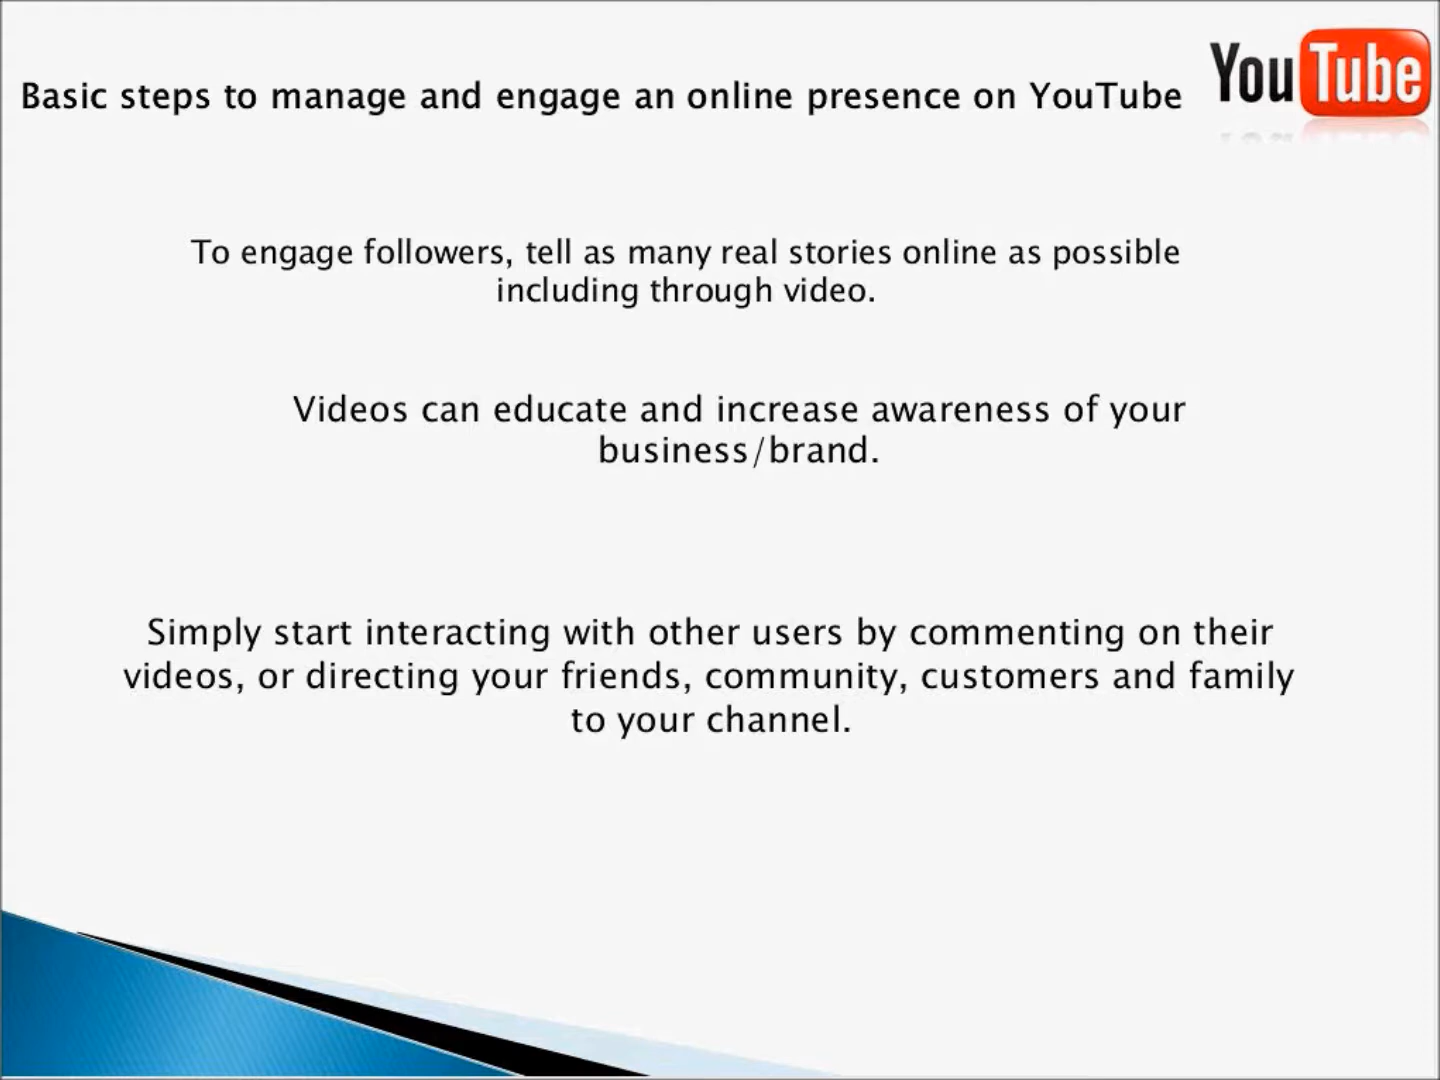 Basic steps to manage and engage an online presence on YouTube
YouTube
To engage followers, tell as many real stories online as possible
including through video.
Videos can educate and increase awareness of your
business/brand.
Simply start interacting with other users by commenting on their
videos, or directing your friends, community, customers and family
to your channel.